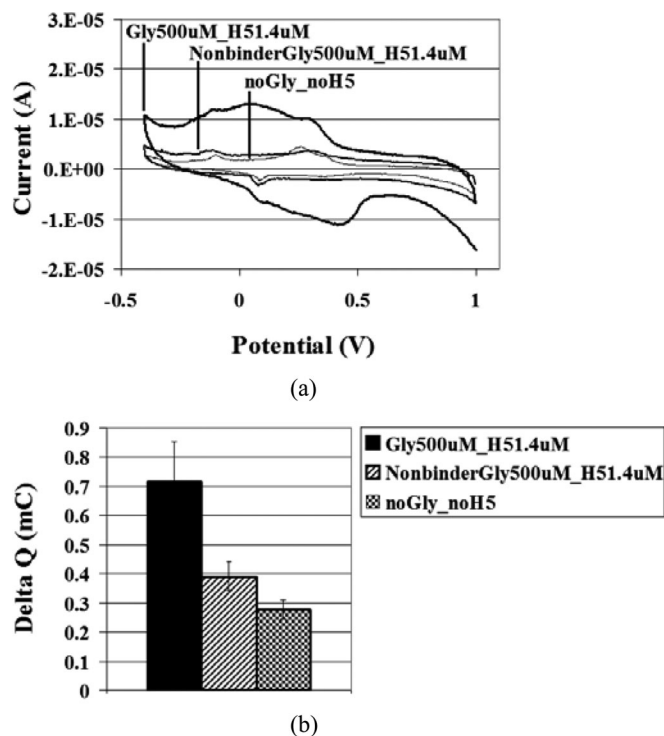 3.E-05
2.E-05
1.E-05
0.E+00
-1.E-05
-2.E-05
Current (A)
Gly500uM_H51.4uM
NonbinderGly500uM_H51.4uM
noGly_noH5
-0.5
0
0.5
1
Potential (V)
(a)
0.9
0.8
0.7
0.6
0.5
0.4
0.3
0.2
0.1
0
Delta Q (mC)
Gly500uM_H51.4uM
NonbinderGly500uM_H51.4uM
noGly_noH5
(b)